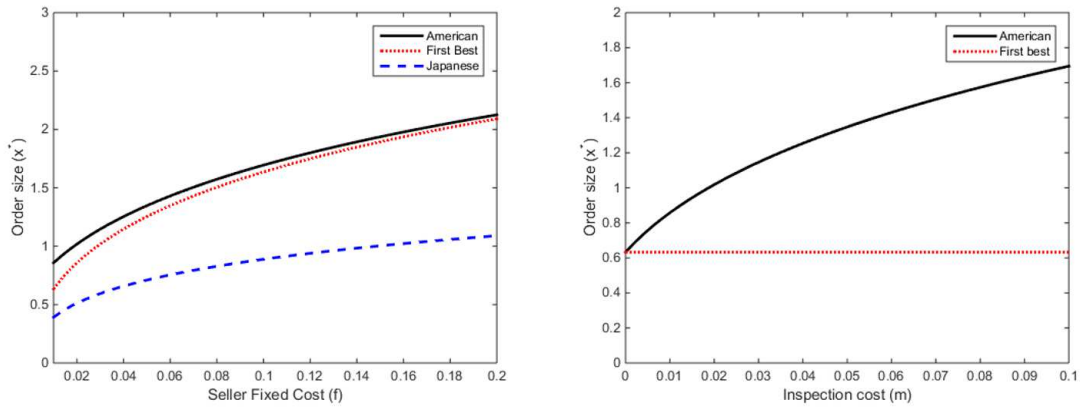 3
2.5
2
1.5
1
0.5
0
Order size (x*)
American
First Best
Japanese
0.02 0.04 0.06 0.08 0.1 0.12 0.14 0.16 0.18 0.2
Seller Fixed Cost (f)
2
1.8
1.6
1.4
1.2
1
0.8
0.6
0.4
0.2
0
Order size (x*)
American
First best
0 0.01 0.02 0.03 0.04 0.05 0.06 0.07 0.08 0.09 0.1
Inspection cost (m)